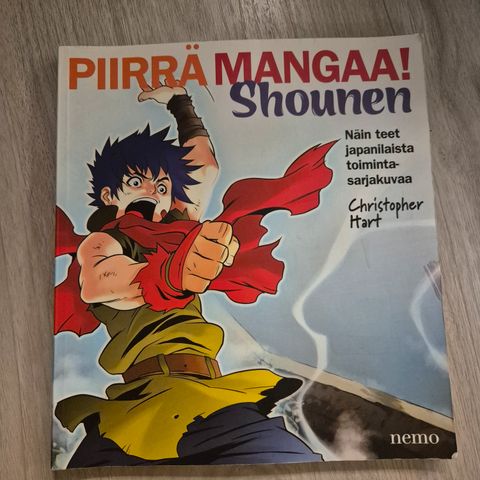 PIIRRÄ MANGAA!
Shounen
Näin teet
japanilaista
toiminta-
sarjakuvaa
Christopher
Hart
nemo